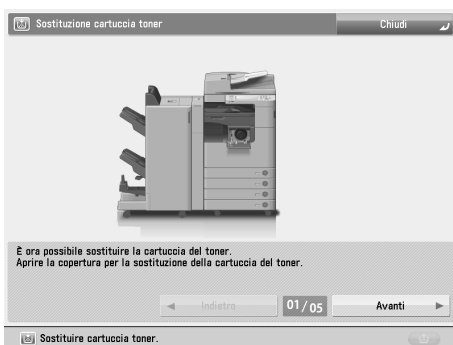 Sostituzione cartuccia toner
Chiudi
È ora possibile sostituire la cartuccia del toner.
Aprire la copertura per la sostituzione della cartuccia del toner.
Indietro
01/05
Avanti
Sostituire cartuccia toner.